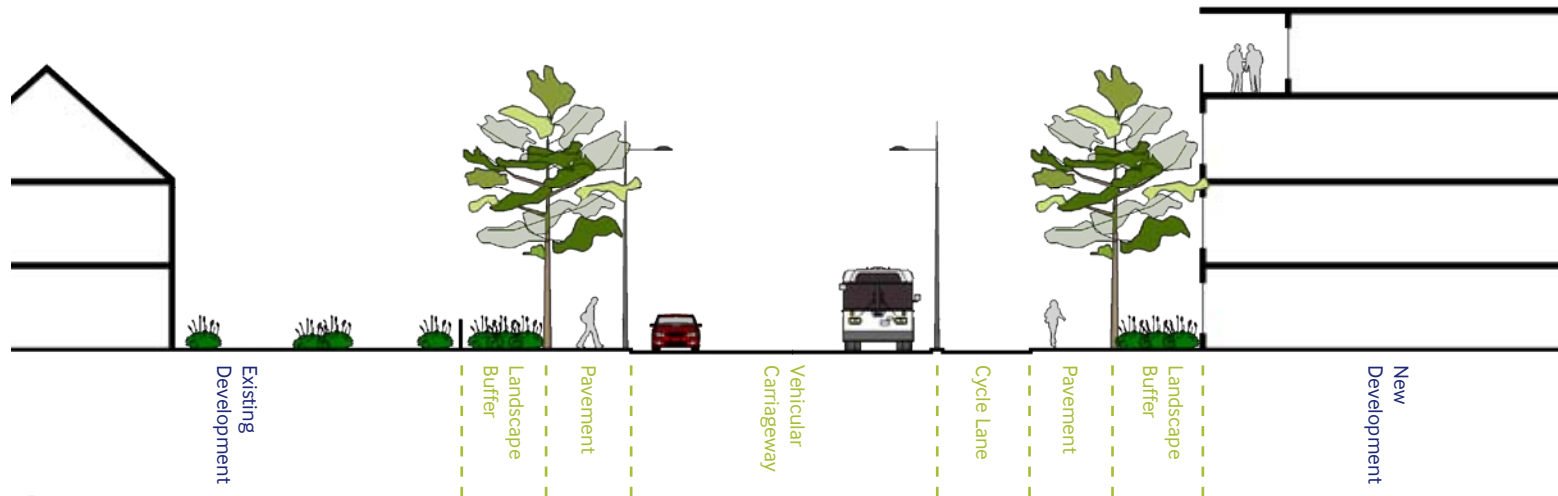 Existing
Development
Landscape
Buffer
Pavement
Vehicular
Carriageway
Cycle Lane
Pavement
Landscape
Buffer
New
Development